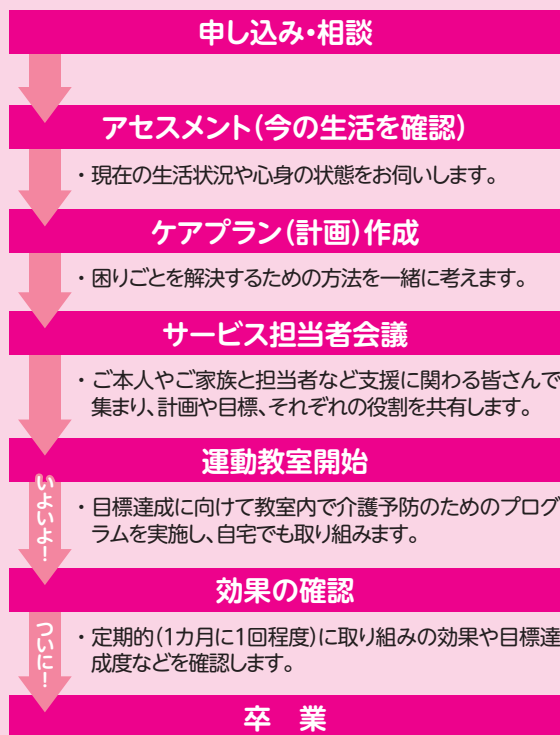 申し込み・相談
アセスメント(今の生活を確認)
・現在の生活状況や心身の状態をお伺いします。
ケアプラン(計画)作成
・困りごとを解決するための方法を一緒に考えます。
サービス担当者会議
・ご本人やご家族と担当者など支援に関わる皆さんで
集まり、計画や目標、それぞれの役割を共有します。
運動教室開始
いよいよ!
・目標達成に向けて教室内で介護予防のためのプログ
ラムを実施し、自宅でも取り組みます。
効果の確認
ついに!
・定期的(1カ月に1回程度)に取り組みの効果や目標達
成度などを確認します。
卒 業